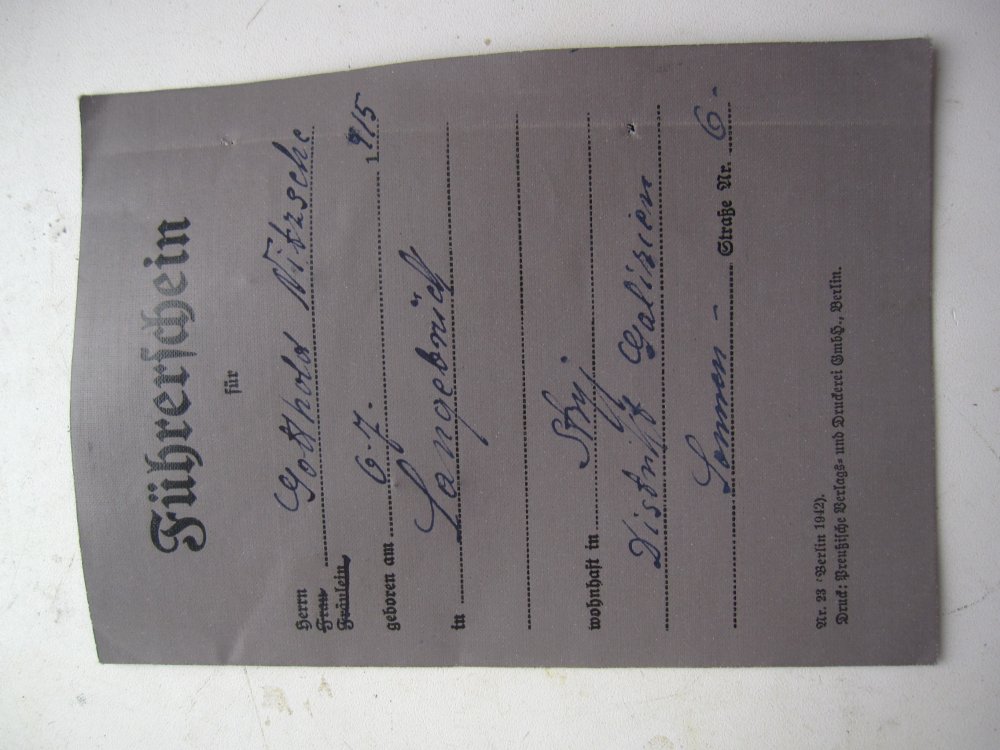 Führerschein
für
Herrn
Frau Gotthold Nitzsche
Fräulein
geboren am 6.7. 1915
in Langebrück
wohnhaft in Stryj.
Distrikt Galizien
Sonnen- Straße Nr. 6-
Nr. 23 (Berlin 1942).
Druck: Preußische Verlags- und Druckerei GmbH., Berlin.